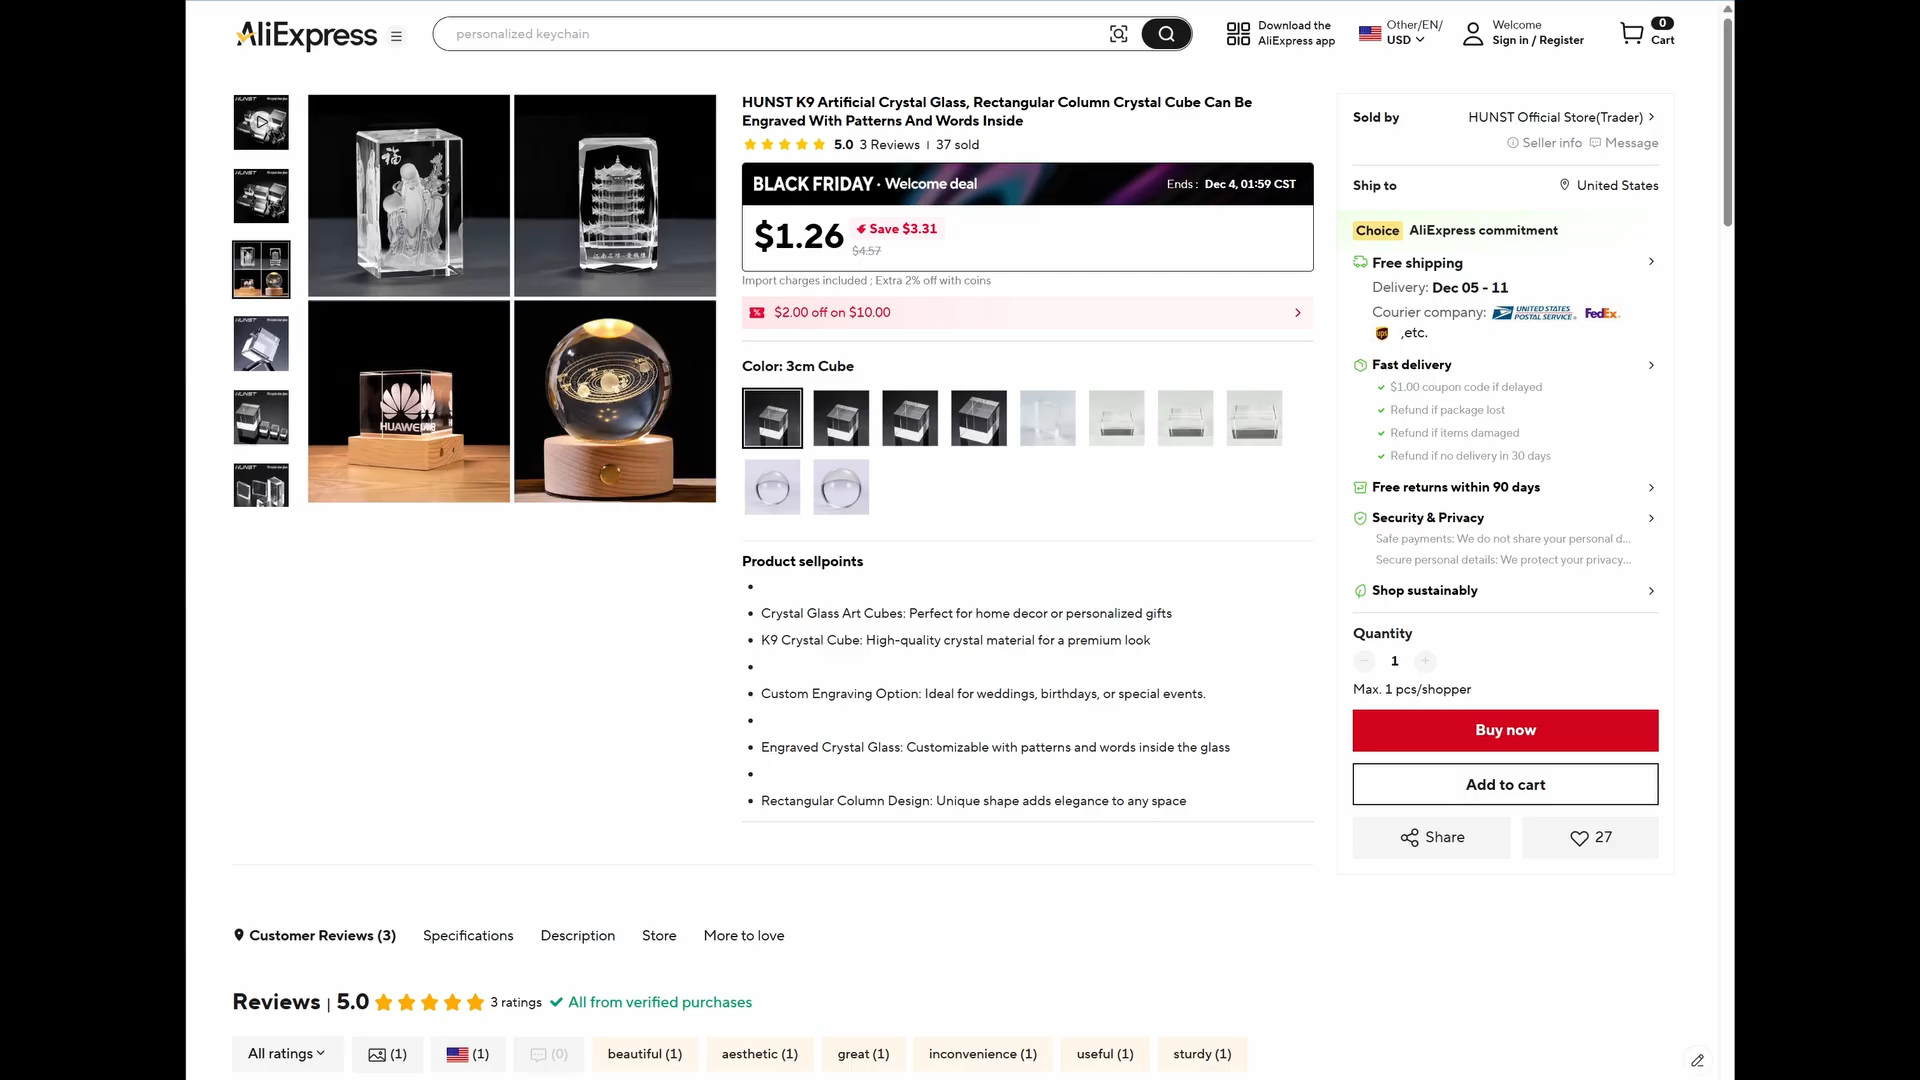 AliExpress
personalized keychain
Download the
AliExpress app
Other/EN/
USD
Welcome
Sign in / Register
0
Cart
HUNST
HUNST
HUNST
HUNST
福
HUAWEI
HUNST K9 Artificial Crystal Glass, Rectangular Column Crystal Cube Can Be
Engraved With Patterns And Words Inside
5.0 3 Reviews | 37 sold
BLACK FRIDAY · Welcome deal
Ends : Dec 4, 01:59 CST
$1.26
Save $3.31
$4.57
Import charges included ; Extra 2% off with coins
$2.00 off on $10.00
Color: 3cm Cube
Product sellpoints
Crystal Glass Art Cubes: Perfect for home decor or personalized gifts
K9 Crystal Cube: High-quality crystal material for a premium look
Custom Engraving Option: Ideal for weddings, birthdays, or special events.
Engraved Crystal Glass: Customizable with patterns and words inside the glass
Rectangular Column Design: Unique shape adds elegance to any space
Sold by
HUNST Official Store(Trader)
Seller info
Message
Ship to
United States
Choice AliExpress commitment
Free shipping
Delivery: Dec 05 - 11
Courier company: UNITED STATES POSTAL SERVICE FedEx
ups ,etc.
Fast delivery
$1.00 coupon code if delayed
Refund if package lost
Refund if items damaged
Refund if no delivery in 30 days
Free returns within 90 days
Security & Privacy
Safe payments: We do not share your personal d...
Secure personal details: We protect your privacy...
Shop sustainably
Quantity
1
Max. 1 pcs/shopper
Buy now
Add to cart
Share
27
Customer Reviews (3)
Specifications
Description
Store
More to love
Reviews | 5.0 3 ratings All from verified purchases
All ratings
(1)
(1)
(0)
beautiful (1)
aesthetic (1)
great (1)
inconvenience (1)
useful (1)
sturdy (1)